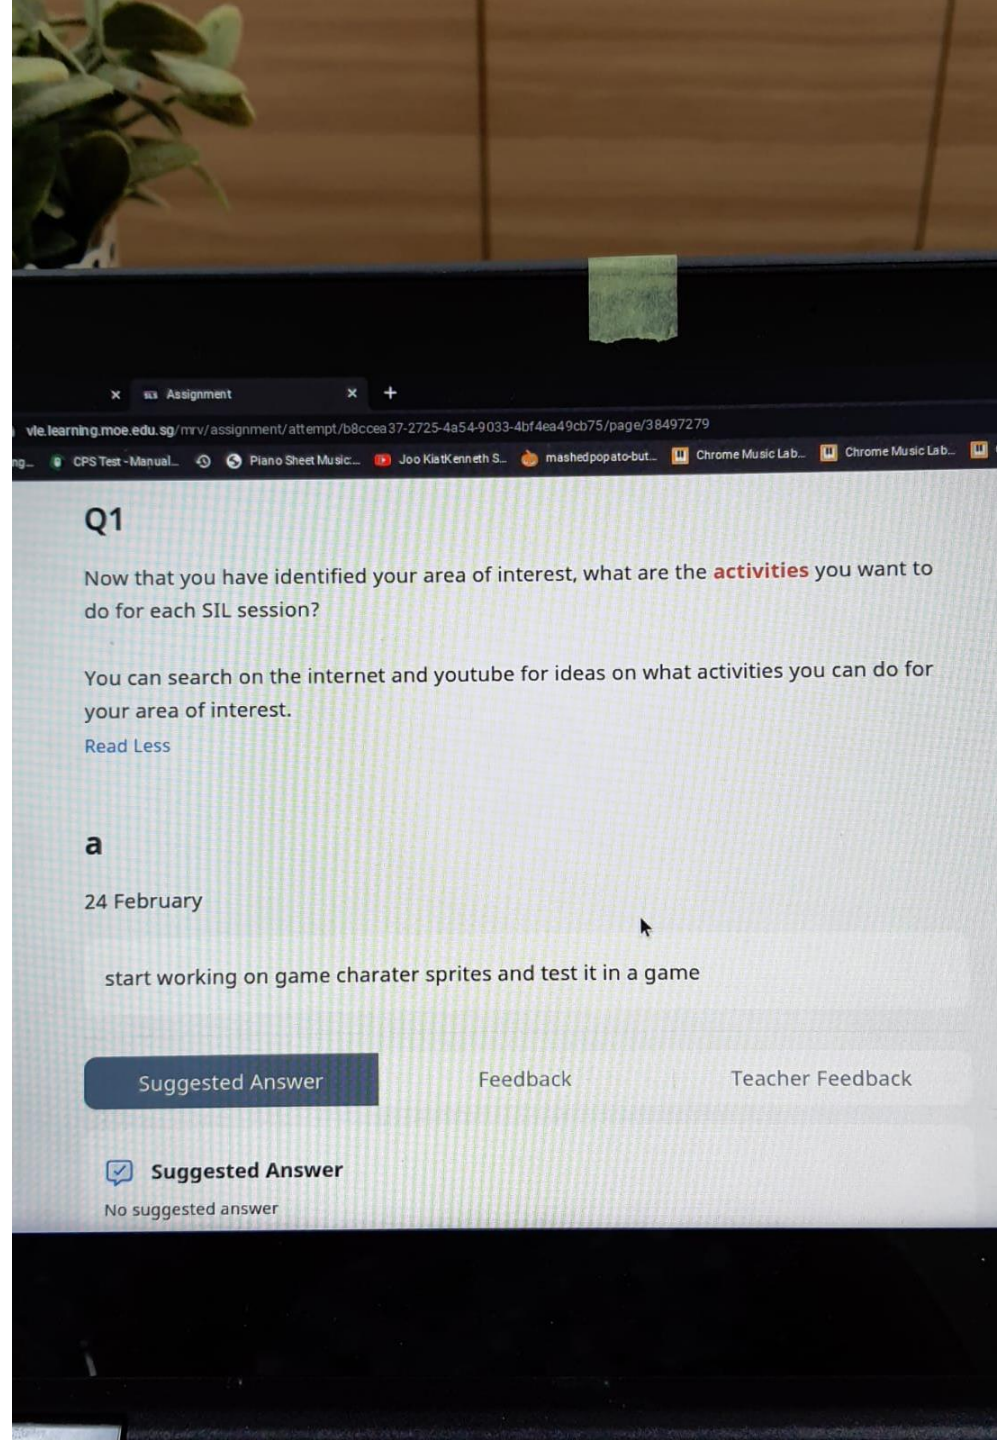 SLS Assignment
vle.learning.moe.edu.sg/mrv/assignment/attempt/b8ccea37-2725-4a54-9033-4bf4ea49cb75/page/38497279
ng... CPS Test - Manual... Piano Sheet Music:... Joo KiatKenneth S... mashedpopato-but... Chrome Music Lab... Chrome Music Lab...
Q1
Now that you have identified your area of interest, what are the activities you want to
do for each SIL session?
You can search on the internet and youtube for ideas on what activities you can do for
your area of interest.
Read Less
a
24 February
start working on game charater sprites and test it in a game
Suggested Answer Feedback Teacher Feedback
Suggested Answer
No suggested answer